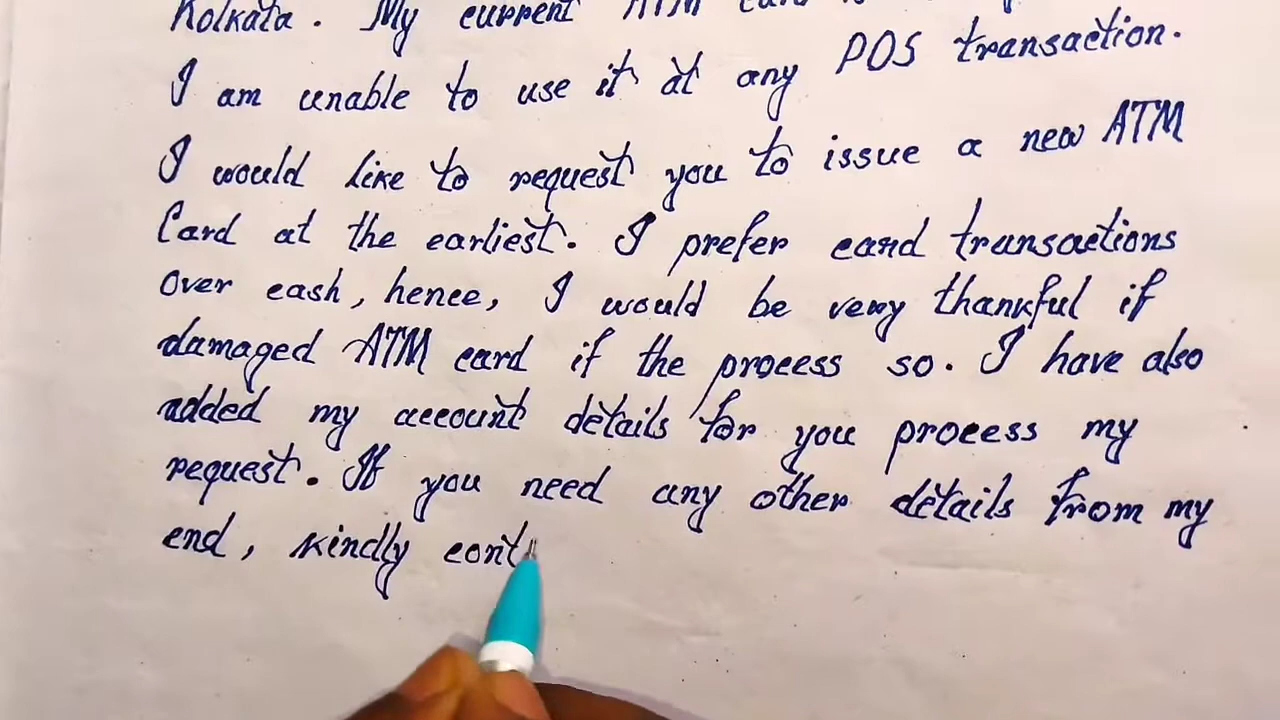 Kolkata. My current ATM card
I am unable to use it at any POS transaction.
I would like to request you to issue a new ATM
Card at the earliest. I prefer card transactions
over cash, hence, I would be very thankful if
damaged ATM card if the process so. I have also
added my account details for you process my
request. If you need any other details from my
end, kindly cont